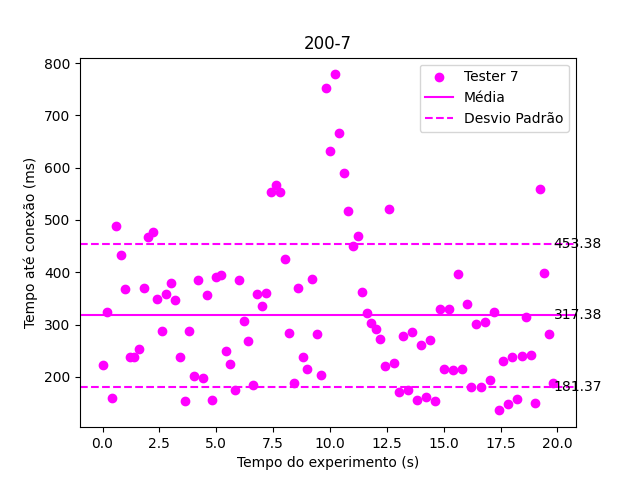 200-7
800
700
600
500
400
300
200
Tempo até conexão (ms)
Tester 7
Média
Desvio Padrão
453.38
317.38
181.37
0.0 2.5 5.0 7.5 10.0 12.5 15.0 17.5 20.0
Tempo do experimento (s)